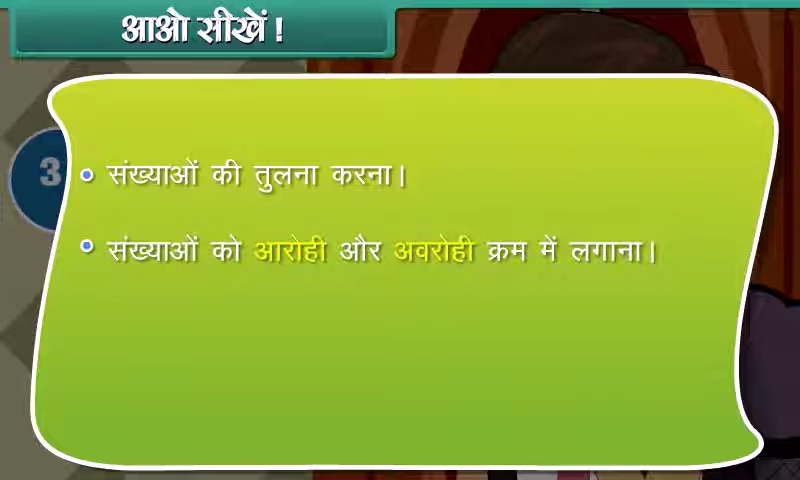 आओ सीखें!
3
संख्याओं की तुलना करना।
संख्याओं को आरोही और अवरोही क्रम में लगाना।